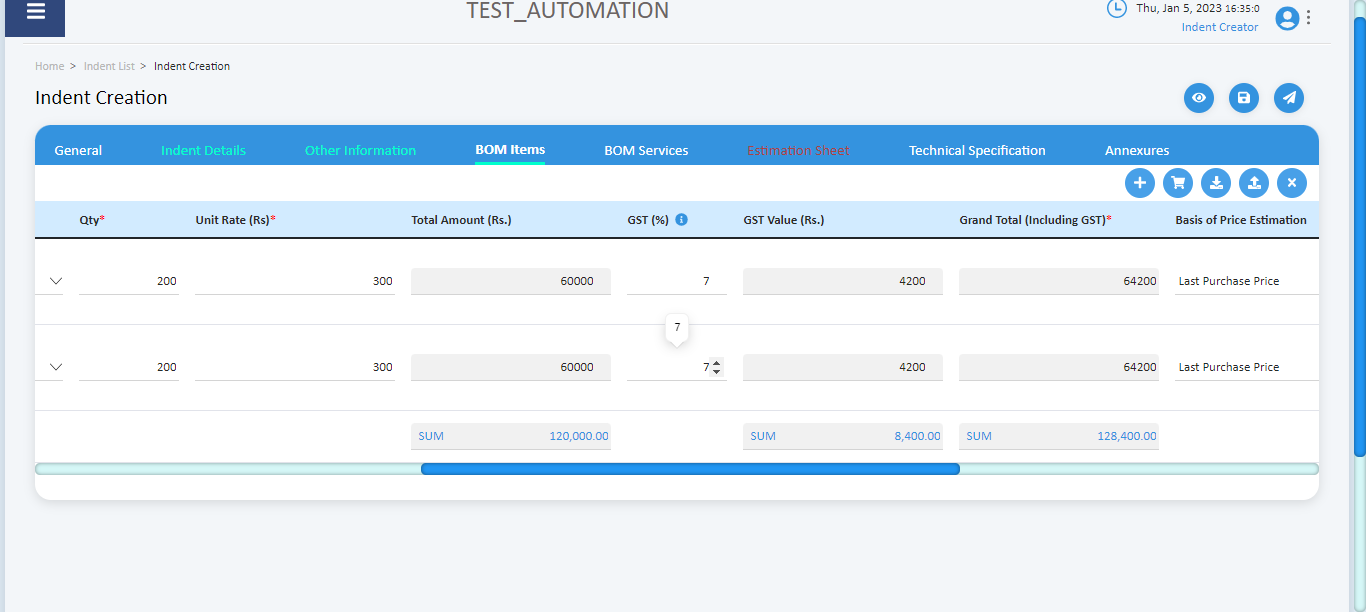 TEST_AUTOMATION
Thu, Jan 5, 2023 16:35:0
Indent Creator
Home > Indent List > Indent Creation
Indent Creation
General Indent Details Other Information BOM Items BOM Services Estimation Sheet Technical Specification Annexures
Qty* Unit Rate (Rs)* Total Amount (Rs.) GST (%) GST Value (Rs.) Grand Total (Including GST)* Basis of Price Estimation
200 300 60000 7 4200 64200 Last Purchase Price
7
200 300 60000 7 4200 64200 Last Purchase Price
SUM 120,000.00 SUM 8,400.00 SUM 128,400.00